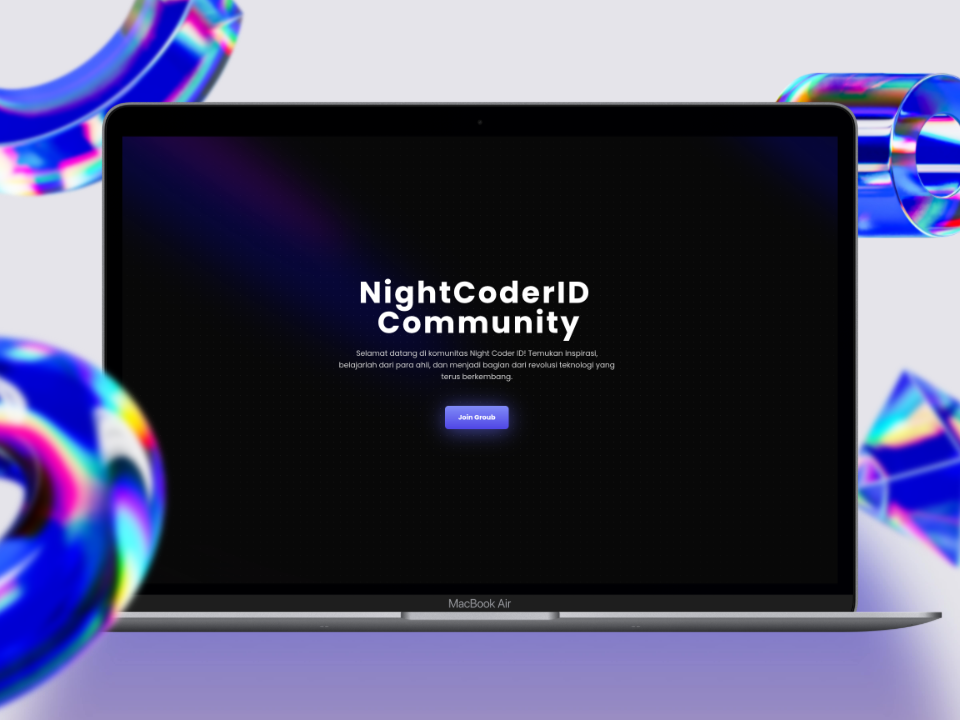 NightCoderID
Community
Selamat datang di komunitas Night Coder ID! Temukan inspirasi,
belajarlah dari para ahli, dan menjadi bagian dari revolusi teknologi yang
terus berkembang.
Join Groub
MacBook Air